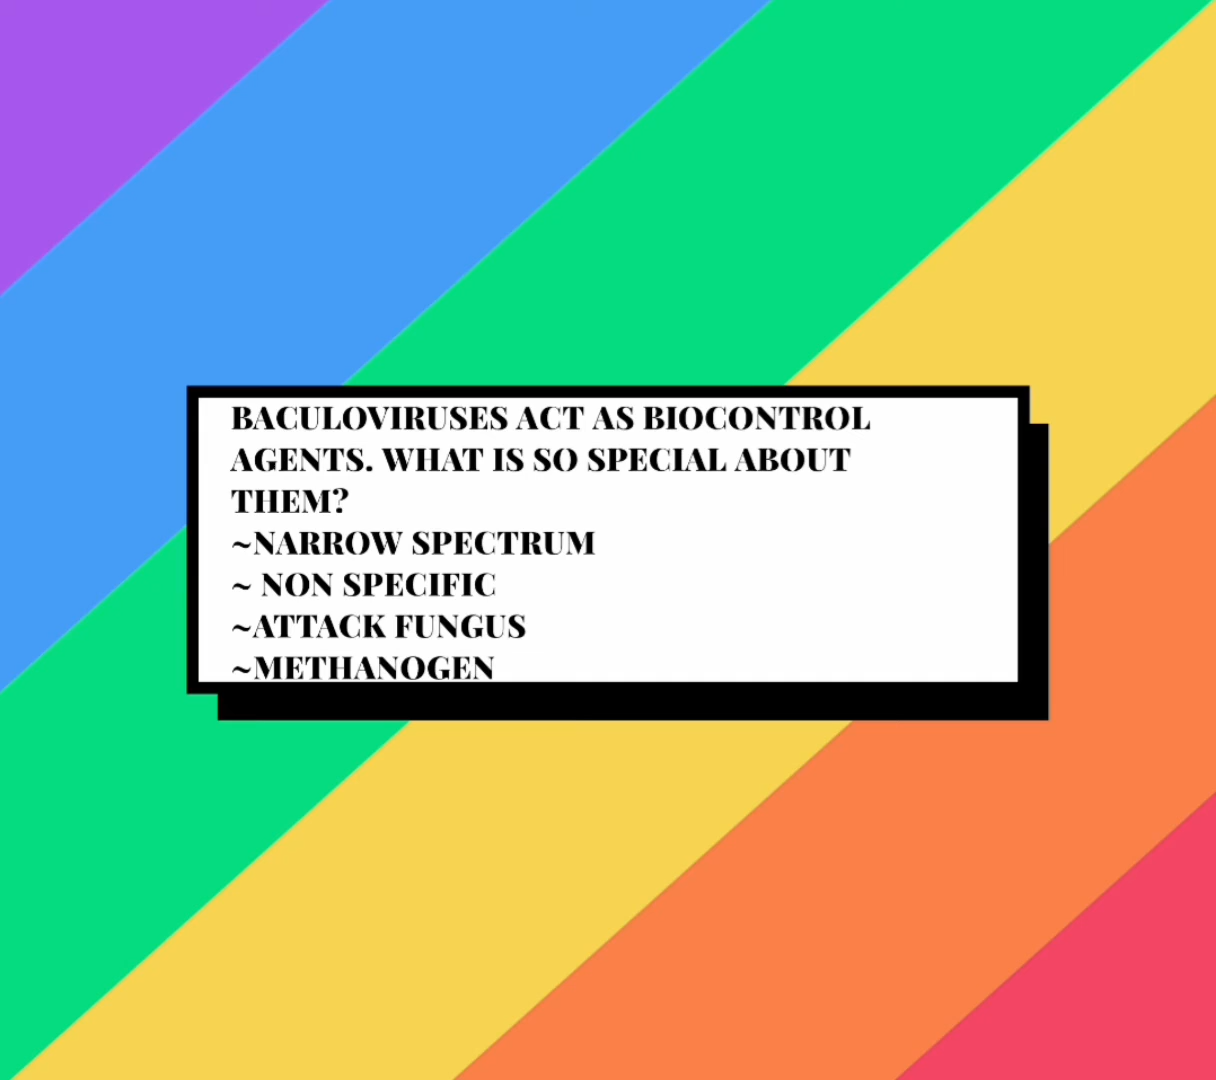 BACULOVIRUSES ACT AS BIOCONTROL
AGENTS. WHAT IS SO SPECIAL ABOUT
THEM?
~NARROW SPECTRUM
~ NON SPECIFIC
~ATTACK FUNGUS
~METHANOGEN